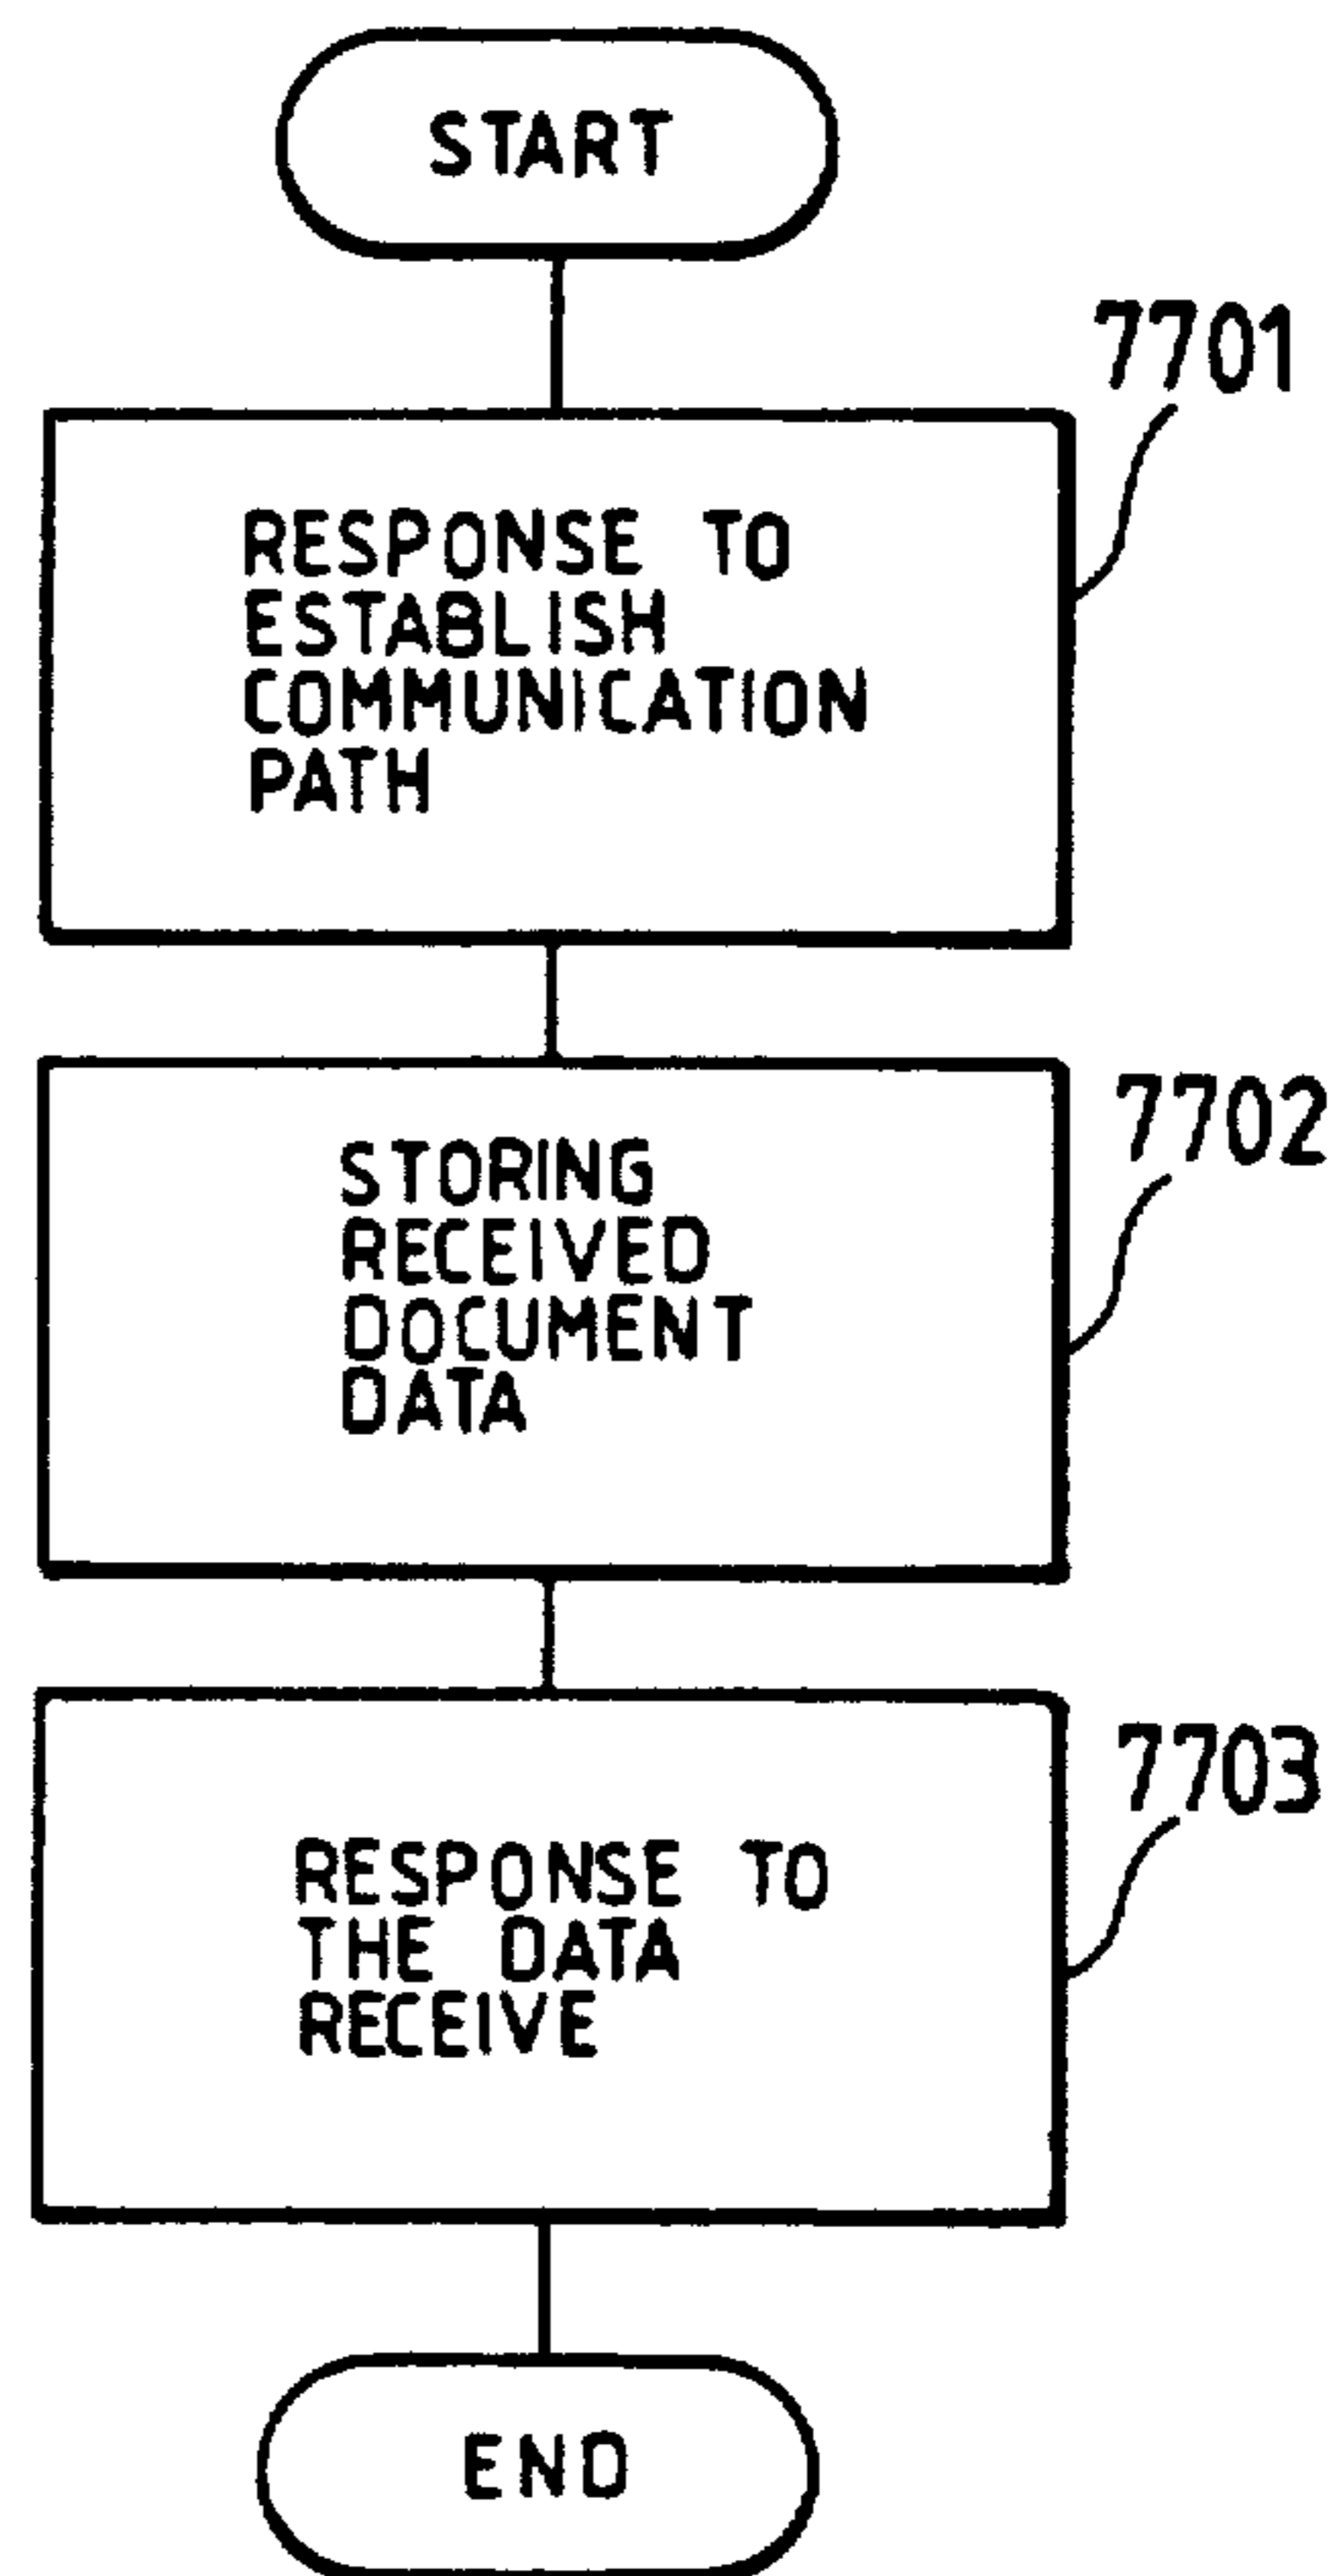 START
7701
RESPONSE TO
ESTABLISH
COMMUNICATION
PATH
7702
STORING
RECEIVED
DOCUMENT
DATA
7703
RESPONSE TO
THE DATA
RECEIVE
END